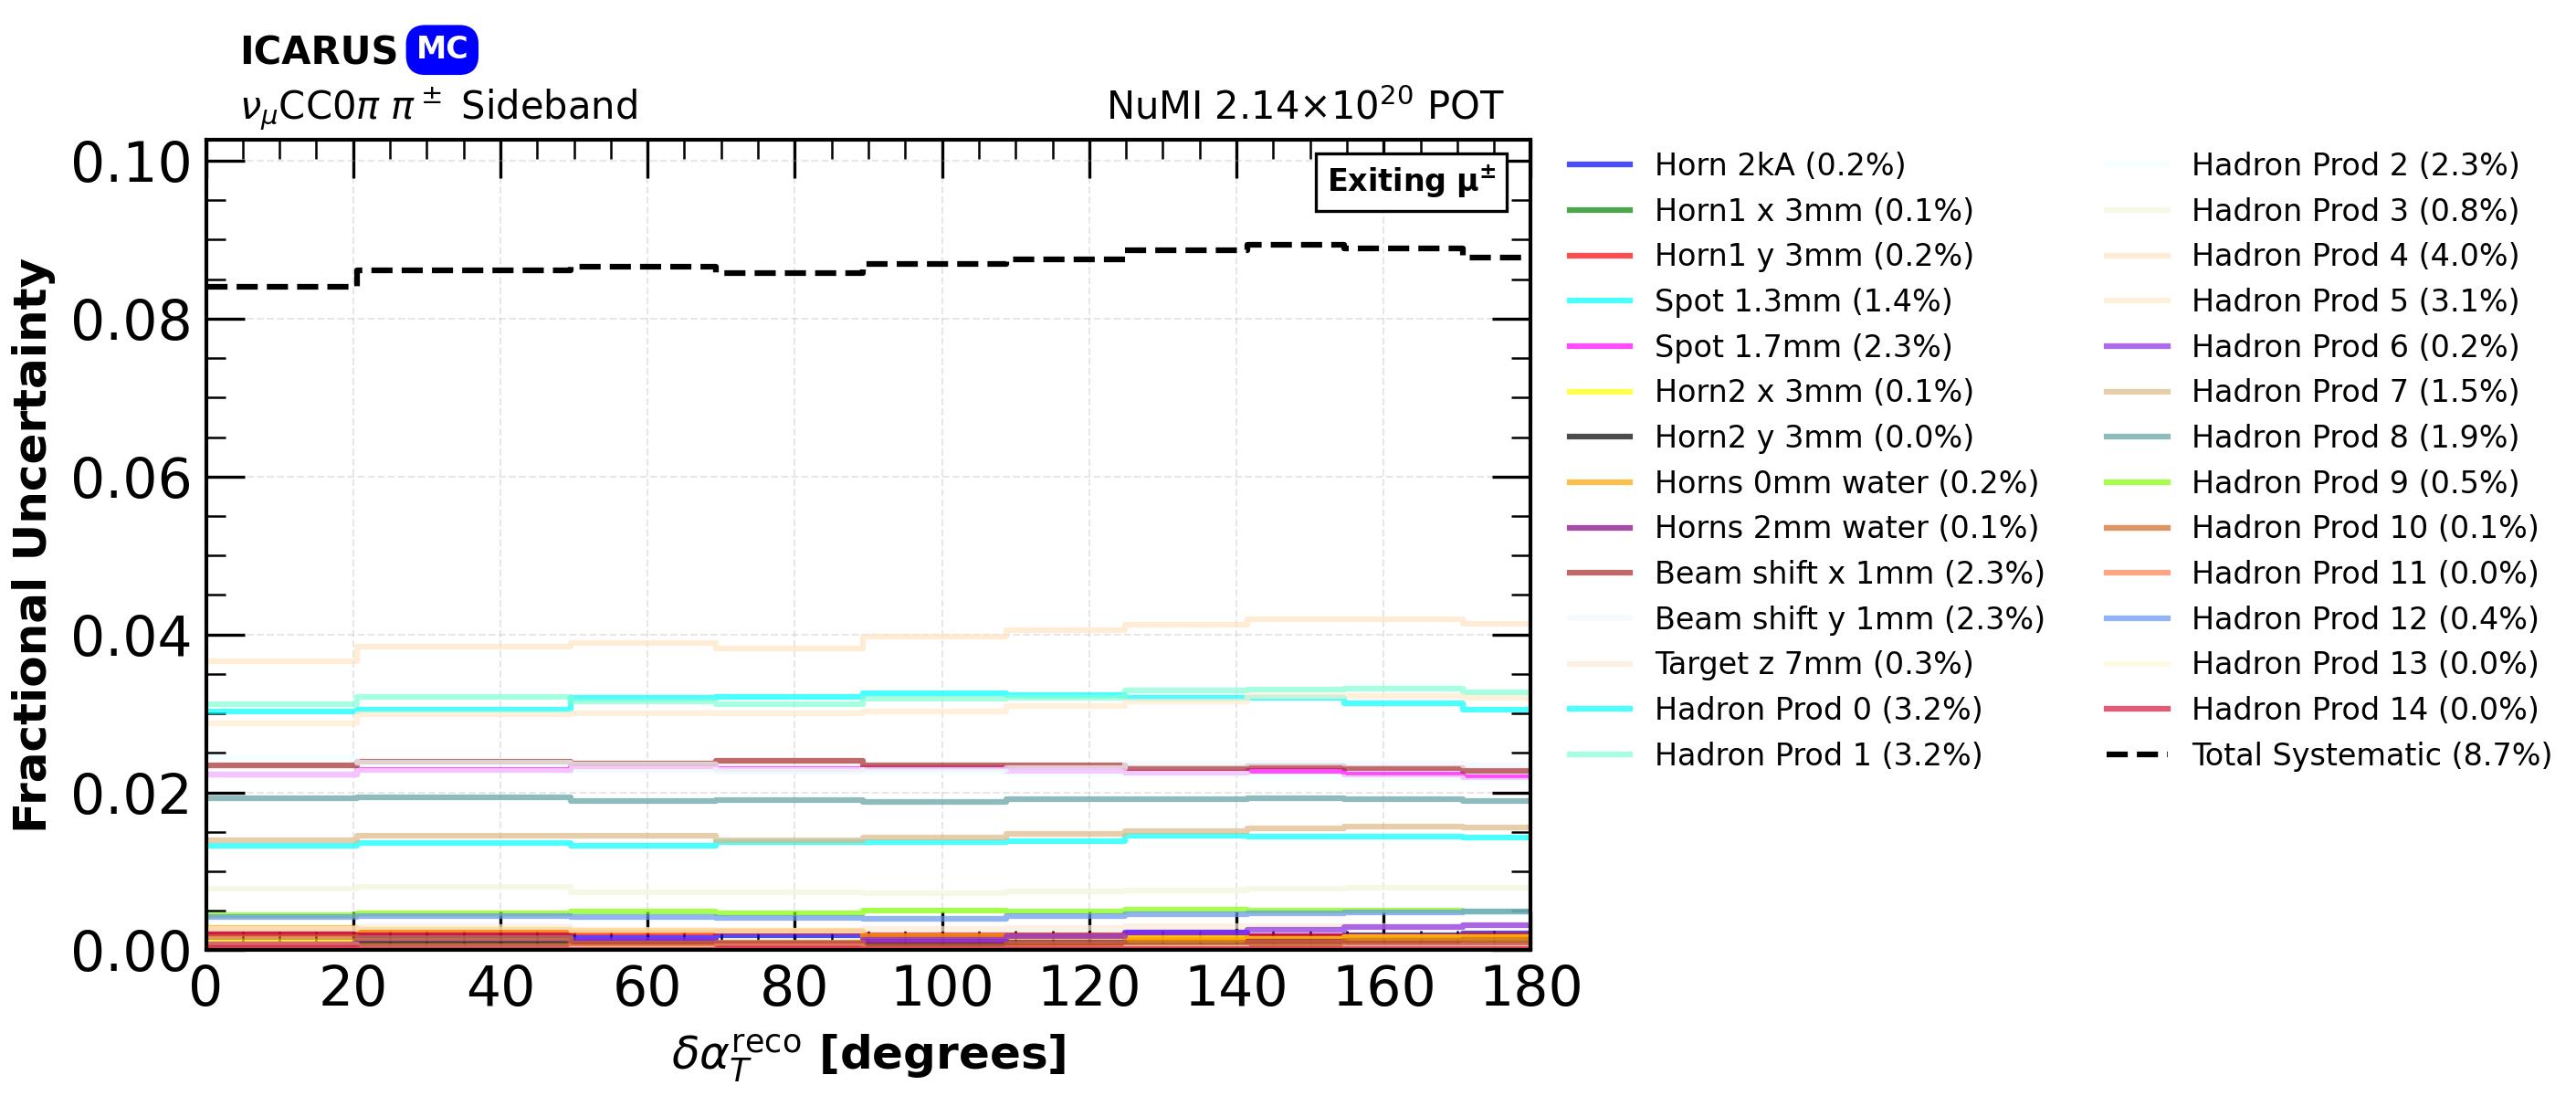 ICARUS MC
νμCC0π π± Sideband
NuMI 2.14×10²⁰ POT
Exiting μ±
Fractional Uncertainty
0.10
0.08
0.06
0.04
0.02
0.00
0 20 40 60 80 100 120 140 160 180
δα_T^reco [degrees]
Horn 2kA (0.2%)
Horn1 x 3mm (0.1%)
Horn1 y 3mm (0.2%)
Spot 1.3mm (1.4%)
Spot 1.7mm (2.3%)
Horn2 x 3mm (0.1%)
Horn2 y 3mm (0.0%)
Horns 0mm water (0.2%)
Horns 2mm water (0.1%)
Beam shift x 1mm (2.3%)
Beam shift y 1mm (2.3%)
Target z 7mm (0.3%)
Hadron Prod 0 (3.2%)
Hadron Prod 1 (3.2%)
Hadron Prod 2 (2.3%)
Hadron Prod 3 (0.8%)
Hadron Prod 4 (4.0%)
Hadron Prod 5 (3.1%)
Hadron Prod 6 (0.2%)
Hadron Prod 7 (1.5%)
Hadron Prod 8 (1.9%)
Hadron Prod 9 (0.5%)
Hadron Prod 10 (0.1%)
Hadron Prod 11 (0.0%)
Hadron Prod 12 (0.4%)
Hadron Prod 13 (0.0%)
Hadron Prod 14 (0.0%)
Total Systematic (8.7%)